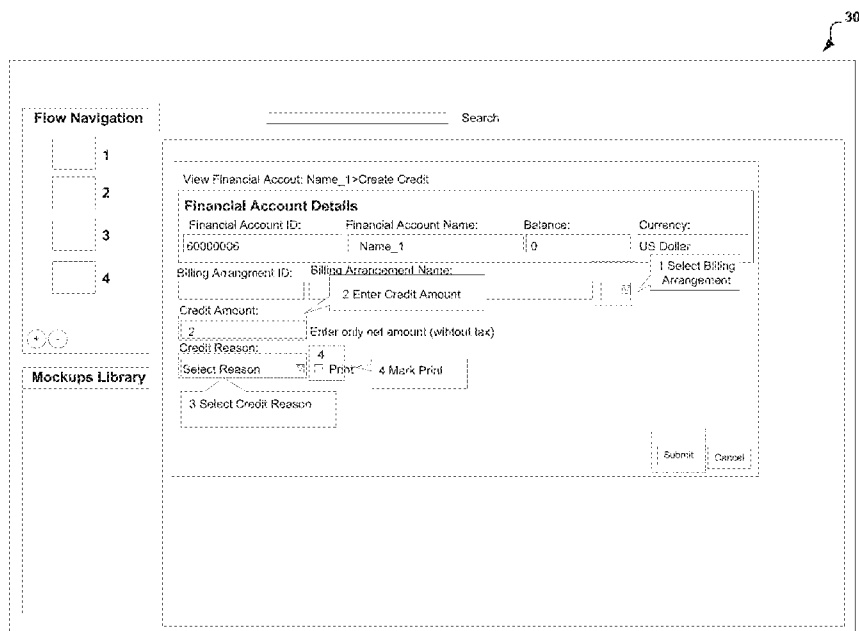 30
Flow Navigation
Search
1
2
3
4
View Financial Accout: Name_1>Create Credit
Financial Account Details
Financial Account ID: Financial Account Name: Balance: Currency:
60000006 Name_1 0 US Dollar
Billing Arrangment ID: Billing Arrangement Name:
1 Select Billing
Arrangement
2 Enter Credit Amount
Credit Amount:
2 Enter only net amount (without tax)
Credit Reason:
4
Select Reason Print 4 Mark Print
3 Select Credit Reason
Submit Cancel
+ -
Mockups Library